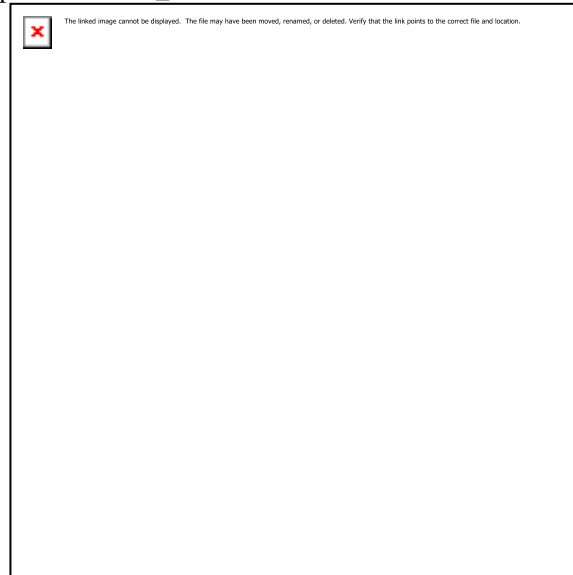 The linked image cannot be displayed. The file may have been moved, renamed, or deleted. Verify that the link points to the correct file and location.